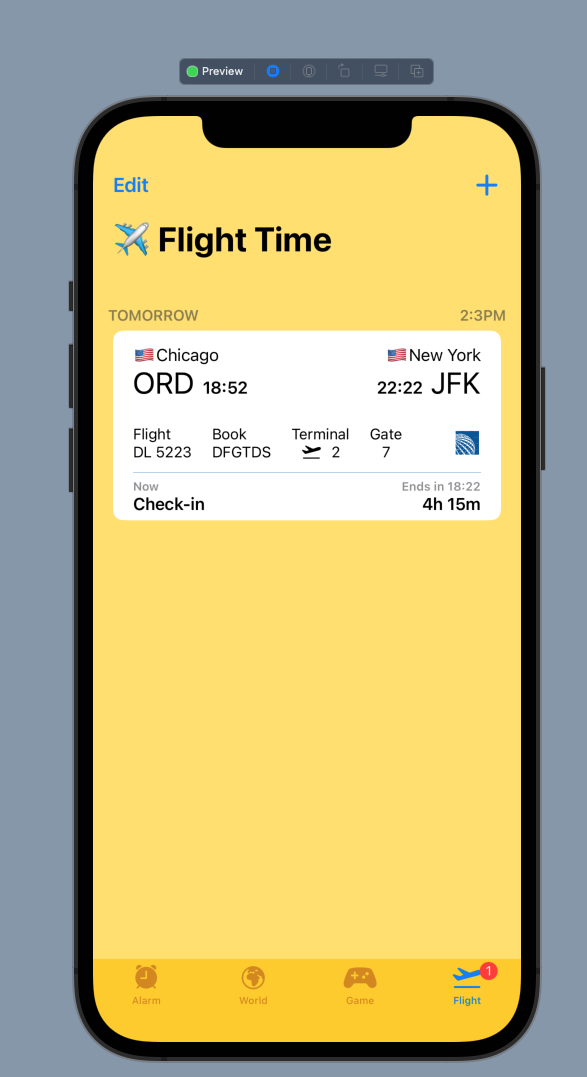 Preview
Edit
✈️ Flight Time
TOMORROW 2:3PM
🇺🇸Chicago 🇺🇸New York
ORD 18:52 22:22 JFK
Flight Book Terminal Gate
DL 5223 DFGTDS 2 7
Now Ends in 18:22
Check-in 4h 15m
1
Alarm World Game Flight